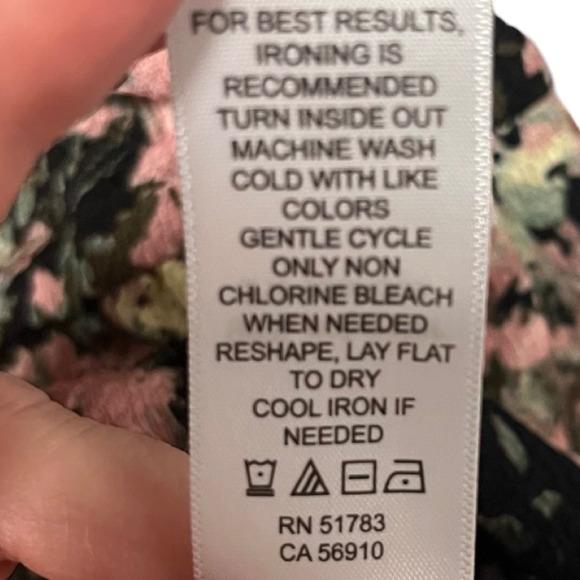 FOR BEST RESULTS,
IRONING IS
RECOMMENDED
TURN INSIDE OUT
MACHINE WASH
COLD WITH LIKE
COLORS
GENTLE CYCLE
ONLY NON
CHLORINE BLEACH
WHEN NEEDED
RESHAPE, LAY FLAT
TO DRY
COOL IRON IF
NEEDED
RN 51783
CA 56910